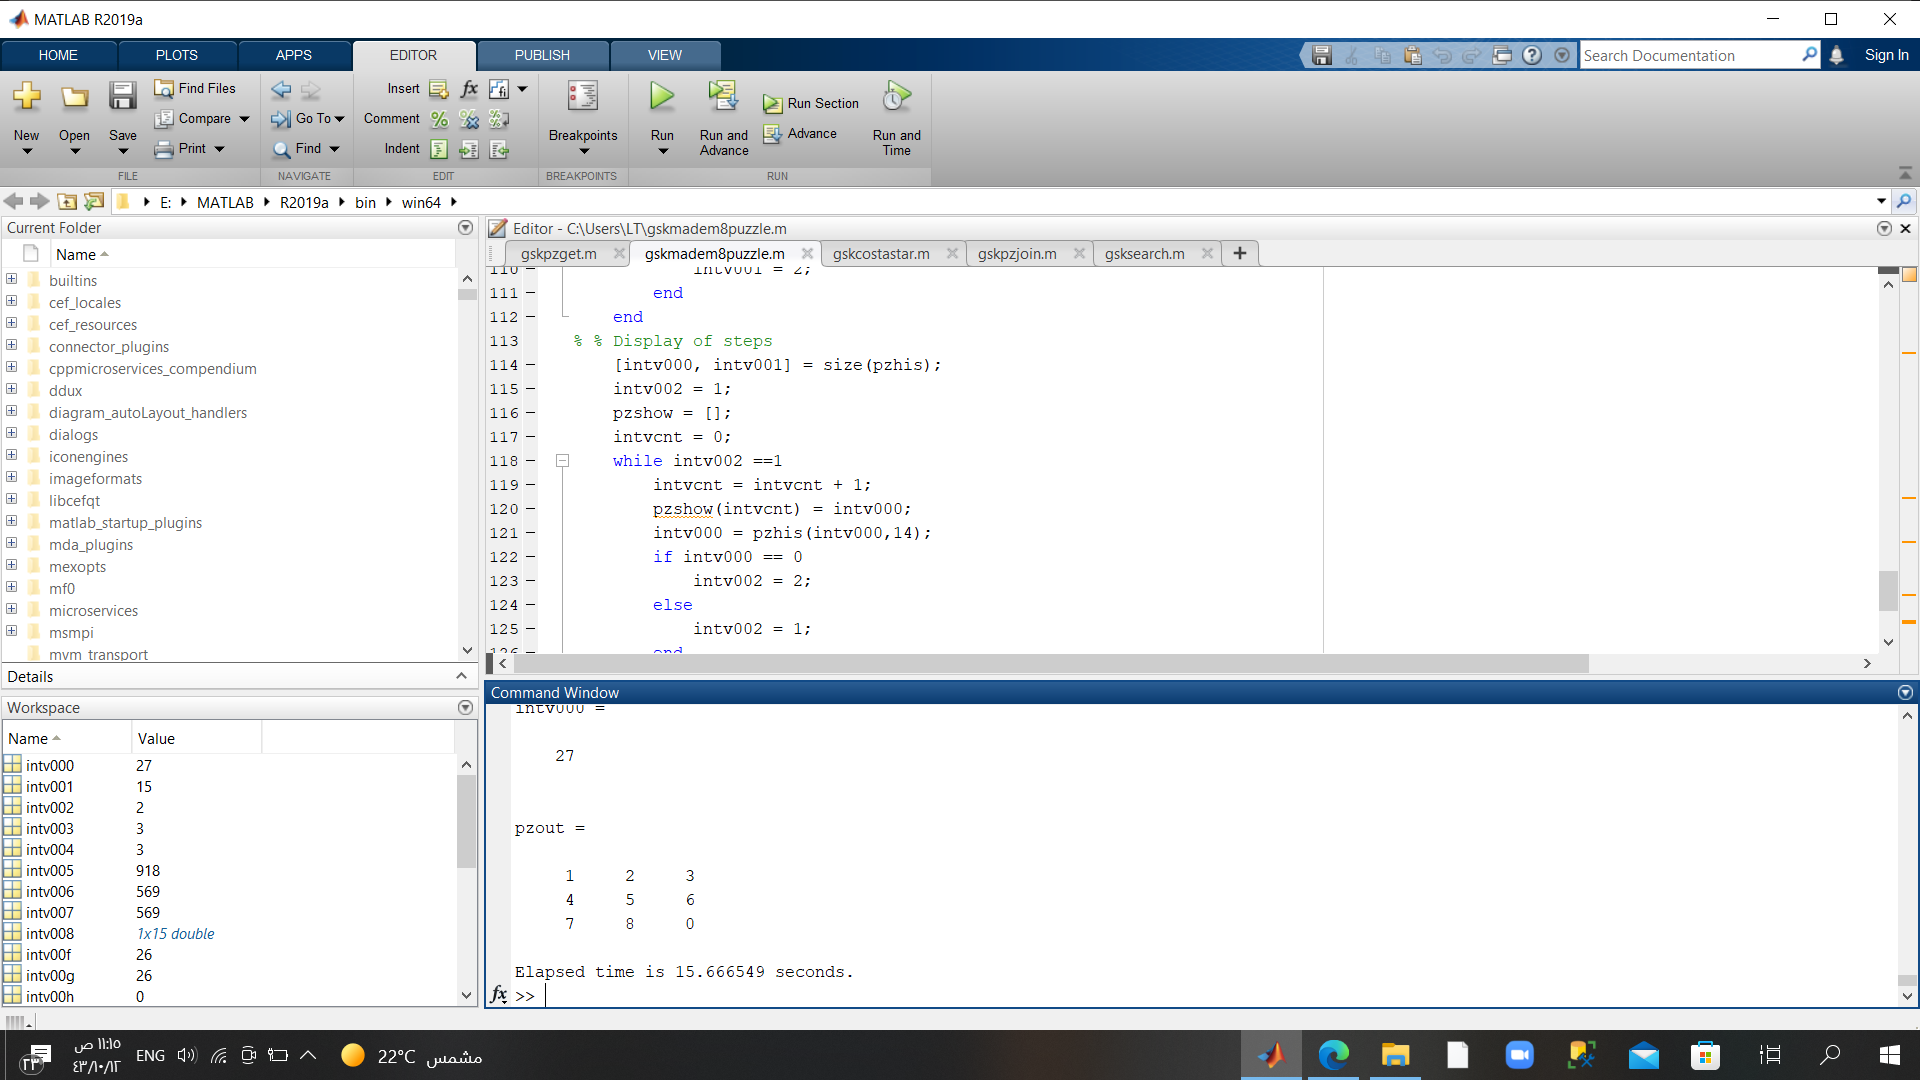 MATLAB R2019a
HOME PLOTS APPS EDITOR PUBLISH VIEW
Search Documentation
Sign In
New
Open
Save
Find Files
Compare
Print
FILE
Go To
Find
NAVIGATE
Insert
Comment
Indent
EDIT
Breakpoints
BREAKPOINTS
Run
Run and Advance
Run Section
Advance
Run and Time
RUN
E: MATLAB R2019a bin win64
Current Folder
Name
builtins
cef_locales
cef_resources
connector_plugins
cppmicroservices_compendium
ddux
diagram_autoLayout_handlers
dialogs
iconengines
imageformats
libcefqt
matlab_startup_plugins
mda_plugins
mexopts
mf0
microservices
msmpi
mvm_transport
Details
Workspace
Name Value
intv000 27
intv001 15
intv002 2
intv003 3
intv004 3
intv005 918
intv006 569
intv007 569
intv008 1x15 double
intv00f 26
intv00g 26
intv00h 0
Editor - C:\Users\LT\gskmadem8puzzle.m
gskpzget.m gskmadem8puzzle.m gskcostastar.m gskpzjoin.m gsksearch.m
110 – intv001 = 2;
111 – end
112 – end
113 % % Display of steps
114 – [intv000, intv001] = size(pzhis);
115 – intv002 = 1;
116 – pzshow = [];
117 – intvcnt = 0;
118 – while intv002 ==1
119 – intvcnt = intvcnt + 1;
120 – pzshow(intvcnt) = intv000;
121 – intv000 = pzhis(intv000,14);
122 – if intv000 == 0
123 – intv002 = 2;
124 – else
125 – intv002 = 1;
126 – end
Command Window
intv000 =
27
pzout =
1 2 3
4 5 6
7 8 0
Elapsed time is 15.666549 seconds.
fx >>
٢٣
١١:١٥ ص
٤٣/١٠/١٢
ENG
22°C مشمس